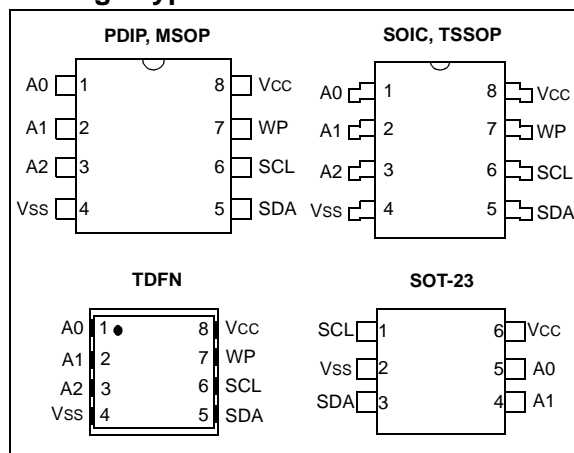 PDIP, MSOP
A0 1 8 VCC
A1 2 7 WP
A2 3 6 SCL
VSS 4 5 SDA
SOIC, TSSOP
A0 1 8 VCC
A1 2 7 WP
A2 3 6 SCL
VSS 4 5 SDA
TDFN
A0 1 8 VCC
A1 2 7 WP
A2 3 6 SCL
VSS 4 5 SDA
SOT-23
SCL 1 6 VCC
VSS 2 5 A0
SDA 3 4 A1